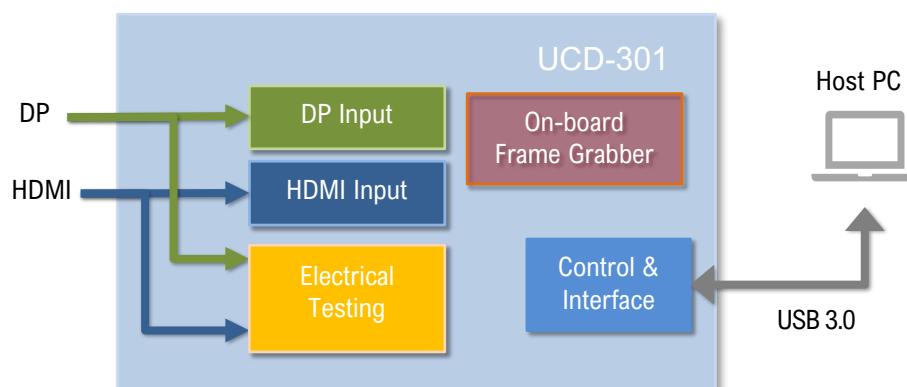 UCD-301
Host PC
DP
DP Input
On-board
Frame Grabber
HDMI
HDMI Input
Electrical
Testing
Control &
Interface
USB 3.0